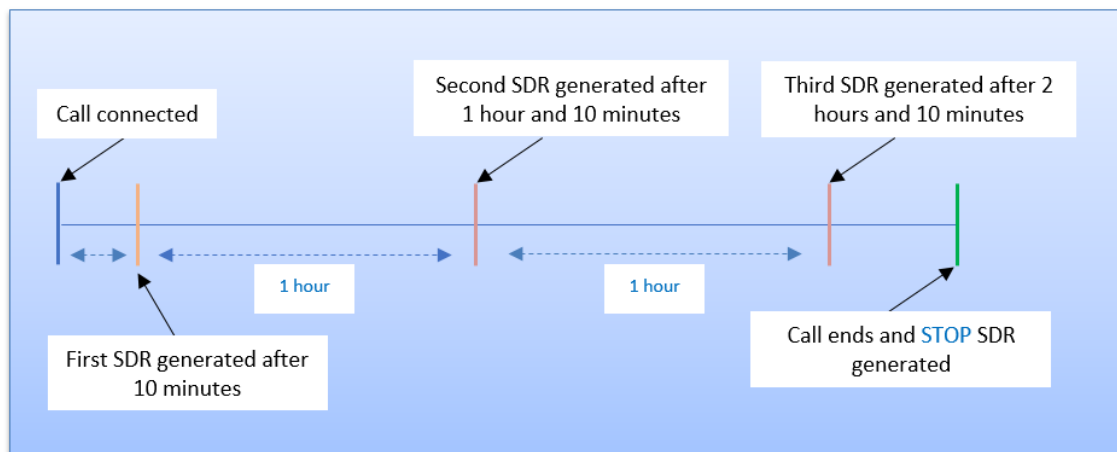 Call connected
Second SDR generated after
1 hour and 10 minutes
Third SDR generated after 2
hours and 10 minutes
1 hour
1 hour
First SDR generated after
10 minutes
Call ends and STOP SDR
generated